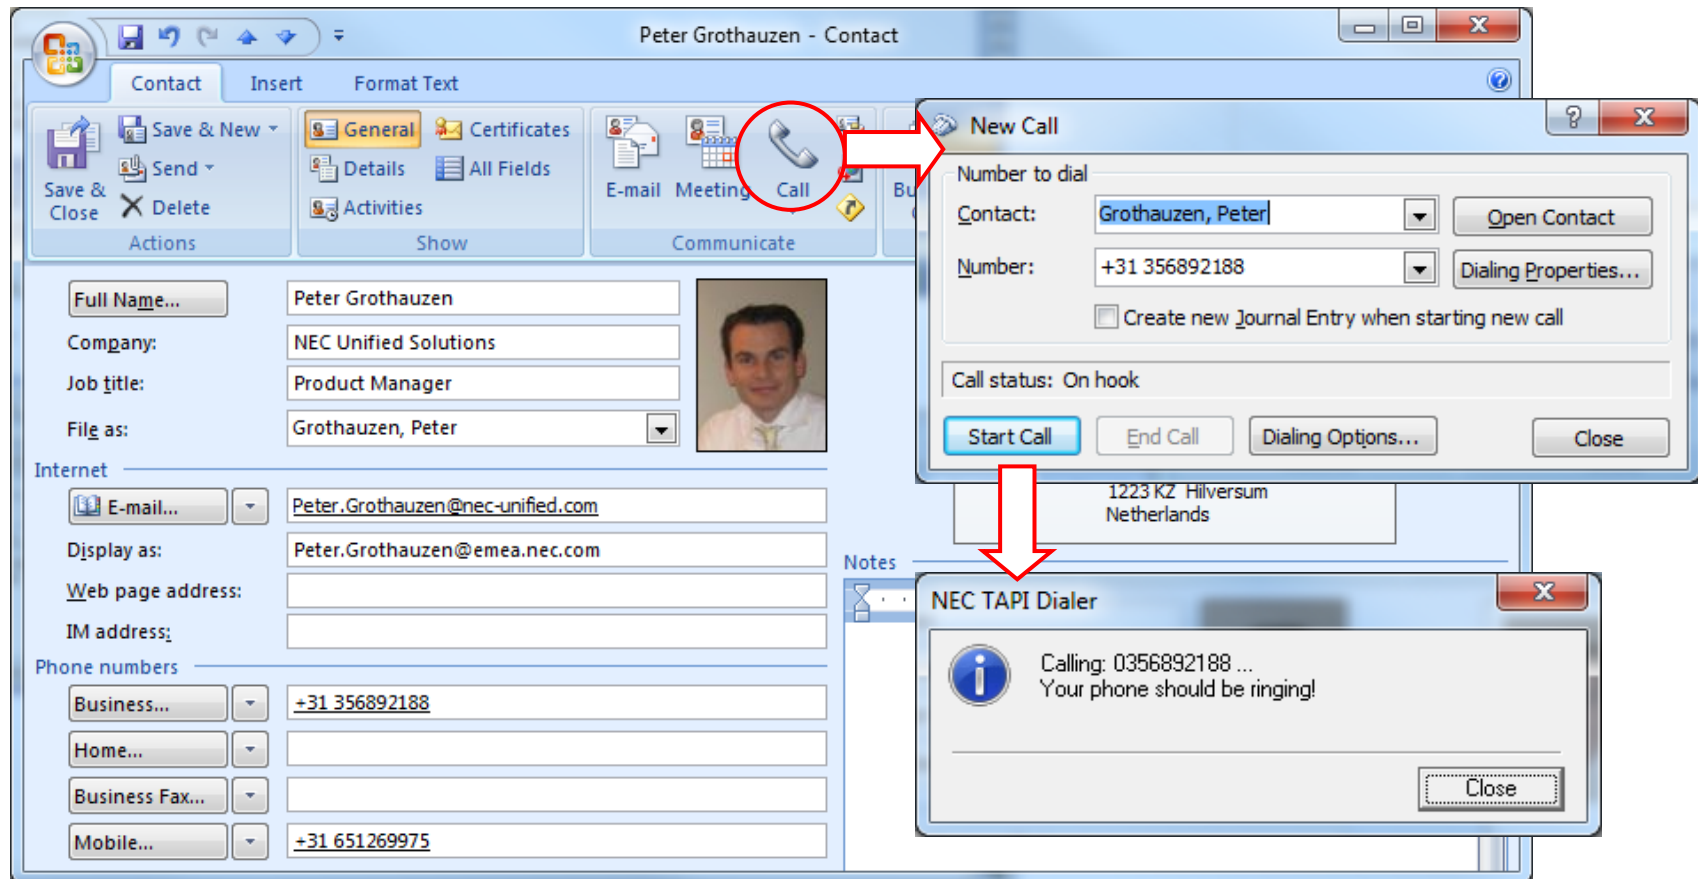 Peter Grothauzen - Contact
Contact Insert Format Text
Save & Close
Save & New
Send
Delete
Actions
General
Details
Activities
Certificates
All Fields
Show
E-mail Meeting Call
Communicate
Full Name... Peter Grothauzen
Company: NEC Unified Solutions
Job title: Product Manager
File as: Grothauzen, Peter
Internet
E-mail... Peter.Grothauzen@nec-unified.com
Display as: Peter.Grothauzen@emea.nec.com
Web page address:
IM address:
Phone numbers
Business... +31 356892188
Home...
Business Fax...
Mobile... +31 651269975
New Call
Number to dial
Contact: Grothauzen, Peter Open Contact
Number: +31 356892188 Dialing Properties...
Create new Journal Entry when starting new call
Call status: On hook
Start Call End Call Dialing Options... Close
1223 KZ Hilversum
Netherlands
Notes
NEC TAPI Dialer
Calling: 0356892188 ...
Your phone should be ringing!
Close